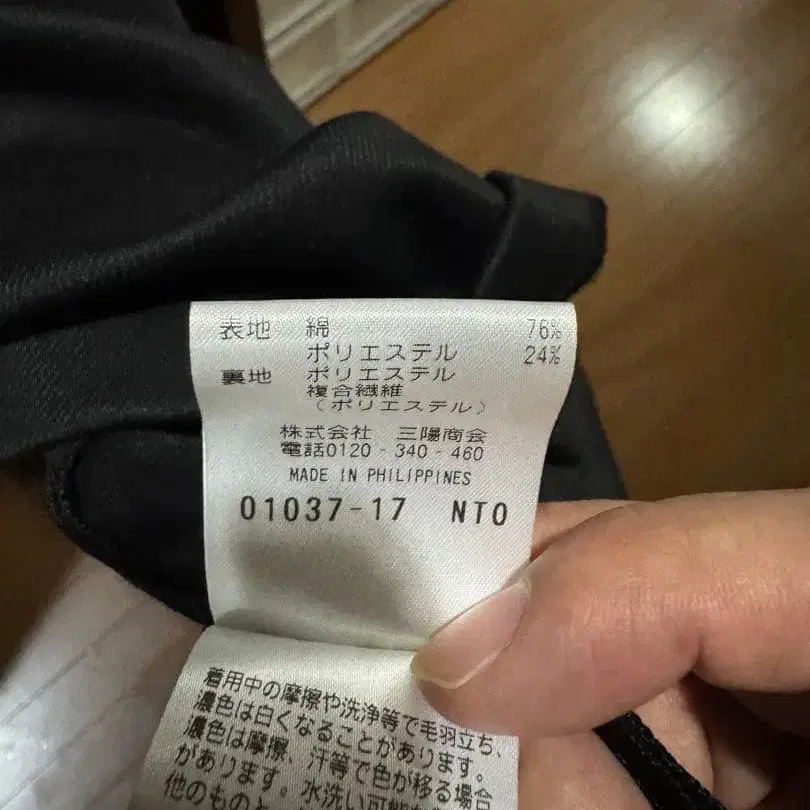 表地 綿 76%
ポリエステル 24%
裏地 ポリエステル
複合繊維
(ポリエステル)
株式会社 三陽商会
電話0120-340-460
MADE IN PHILIPPINES
01037-17 NTO
着用中の摩擦や洗浄等で毛羽立ち、
濃色は白くなることがあります。
濃色は摩擦、汗等で色が移る場合
があります。水洗い可能な
他のものと